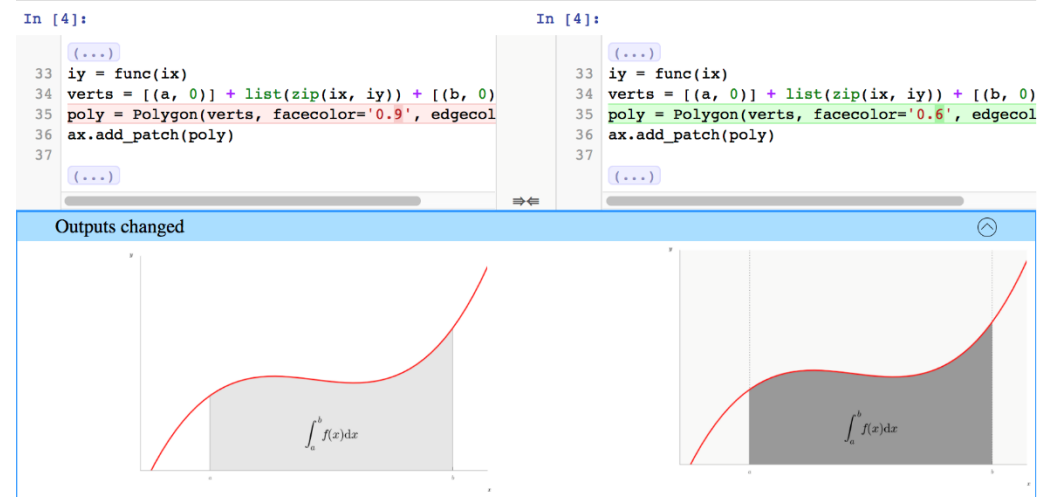 In [4]:
(...)
33 iy = func(ix)
34 verts = [(a, 0)] + list(zip(ix, iy)) + [(b, 0)
35 poly = Polygon(verts, facecolor='0.9', edgecol
36 ax.add_patch(poly)
37
(...)
In [4]:
(...)
33 iy = func(ix)
34 verts = [(a, 0)] + list(zip(ix, iy)) + [(b, 0)
35 poly = Polygon(verts, facecolor='0.6', edgecol
36 ax.add_patch(poly)
37
(...)
Outputs changed
y
∫_a^b f(x)dx
a b
x
y
∫_a^b f(x)dx
a b
x